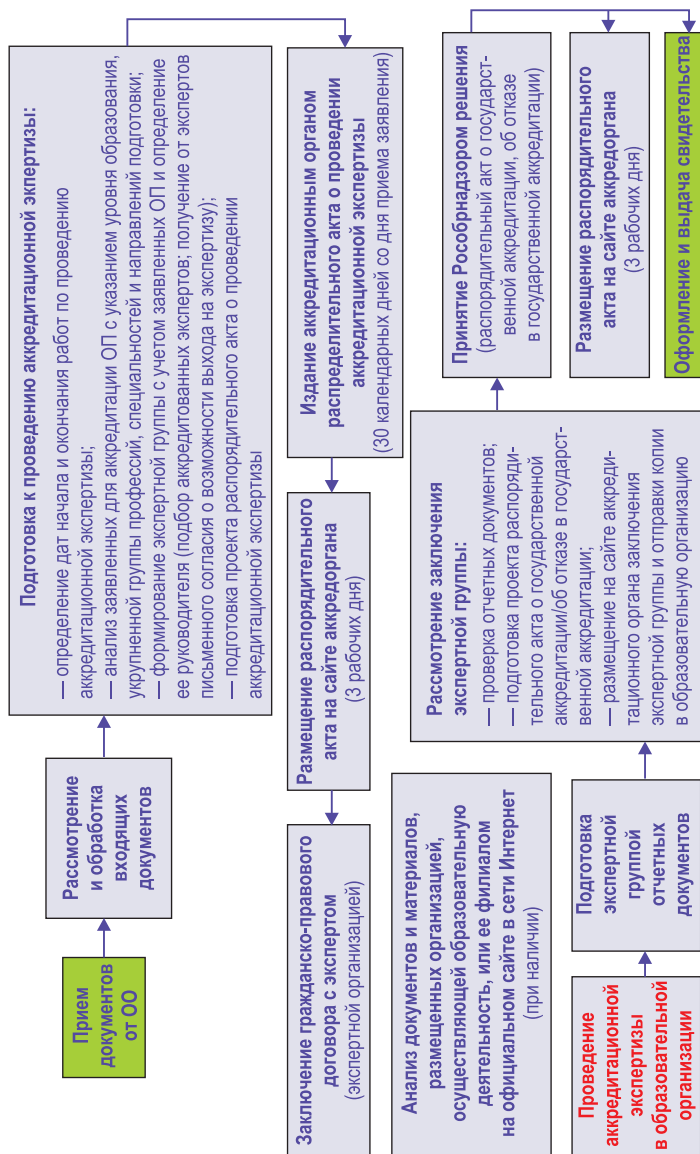 Прием
документов
от ОО
Рассмотрение
и обработка
входящих
документов
Подготовка к проведению аккредитационной экпертизы:
— определение дат начала и окончания работ по проведению
аккредитационной экспертизы;
— анализ заявленных для аккредитации ОП с указанием уровня образования,
укрупненной группы профессий, специальностей и направлений подготовки;
— формирование экспертной группы с учетом заявленных ОП и определение
ее руководителя (подбор аккредитованных экспертов; получение от экспертов
письменного согласия о возможности выхода на экспертизу);
— подготовка проекта распорядительного акта о проведении
аккредитационной экспертизы
Издание аккредитационным органом
распределительного акта о проведении
аккредитационной экспертизы
(30 календарных дней со дня приема заявления)
Размещение распорядительного
акта на сайте аккредоргана
(3 рабочих дня)
Заключение гражданско-правового
договора с экспертом
(экспертной организацией)
Анализ документов и материалов,
размещенных организацией,
осуществляющей образовательную
деятельность, или ее филиалом
на официальном сайте в сети Интернет
(при наличии)
Проведение
аккредитационной
экспертизы
в образовательной
организации
Подготовка
экспертной
группой
отчетных
документов
Рассмотрение заключения
экспертной группы:
— проверка отчетных документов;
— подготовка проекта распоряди-
тельного акта о государственной
аккредитации/об отказе в государст-
венной аккредитации;
— размещение на сайте аккреди-
тационного органа заключения
экспертной группы и отправки копии
в образовательную организацию
Принятие Рособрнадзором решения
(распорядительный акт о государст-
венной аккредитации, об отказе
в государственной аккредитации)
Размещение распорядительного
акта на сайте аккредоргана
(3 рабочих дня)
Оформление и выдача свидетельства